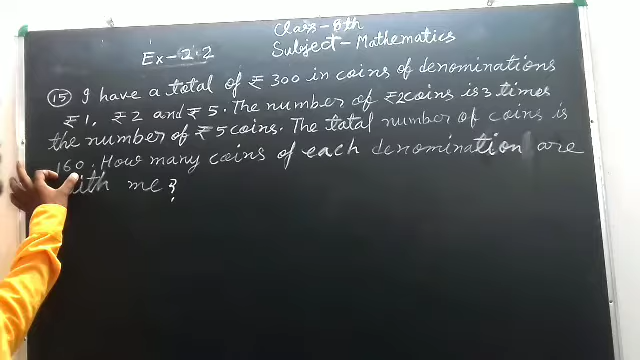 Class-8th
Subject-Mathematics
Ex-2.2
(15) I have a total of ₹ 300 in coins of denominations
₹ 1, ₹ 2 and ₹ 5. The number of ₹2 coins is 3 times
the number of ₹5 coins. The total number of coins is
160. How many coins of each denomination are
with me?